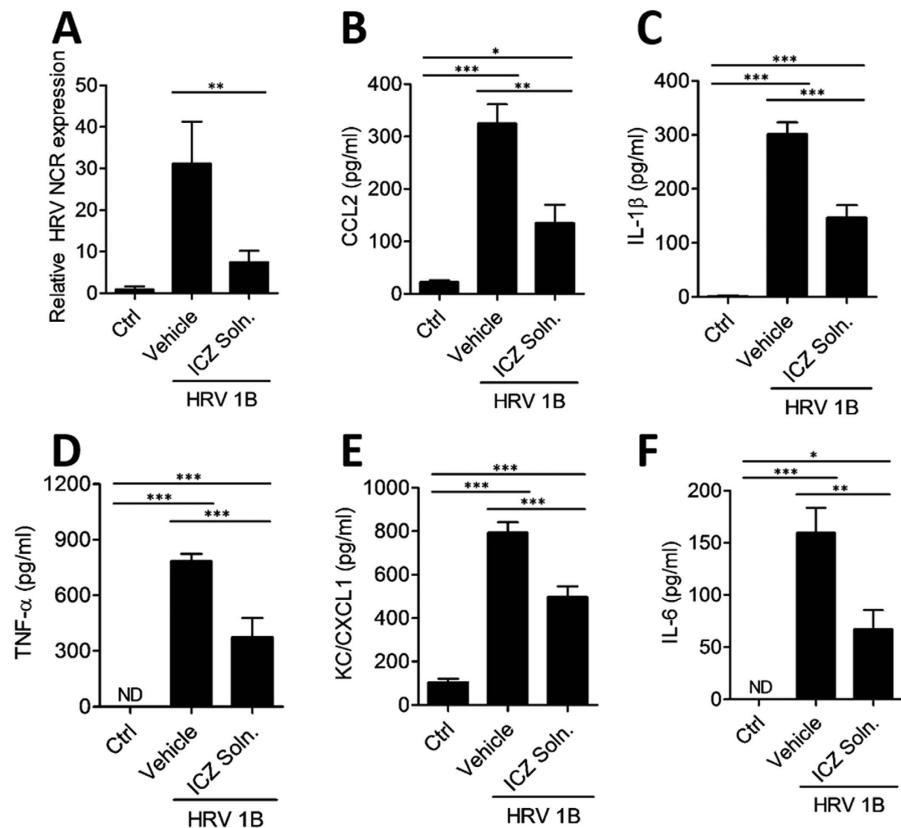 A
Relative HRV NCR expression
50
40
30
20
10
0
**
Ctrl
Vehicle
ICZ Soln.
HRV 1B
B
CCL2 (pg/ml)
400
300
200
100
0
*
***
**
Ctrl
Vehicle
ICZ Soln.
HRV 1B
C
IL-1β (pg/ml)
400
300
200
100
0
***
***
***
Ctrl
Vehicle
ICZ Soln.
HRV 1B
D
TNF-α (pg/ml)
1200
900
600
300
0
***
***
***
ND
Ctrl
Vehicle
ICZ Soln.
HRV 1B
E
KC/CXCL1 (pg/ml)
1000
800
600
400
200
0
***
***
***
Ctrl
Vehicle
ICZ Soln.
HRV 1B
F
IL-6 (pg/ml)
200
150
100
50
0
*
***
**
ND
Ctrl
Vehicle
ICZ Soln.
HRV 1B